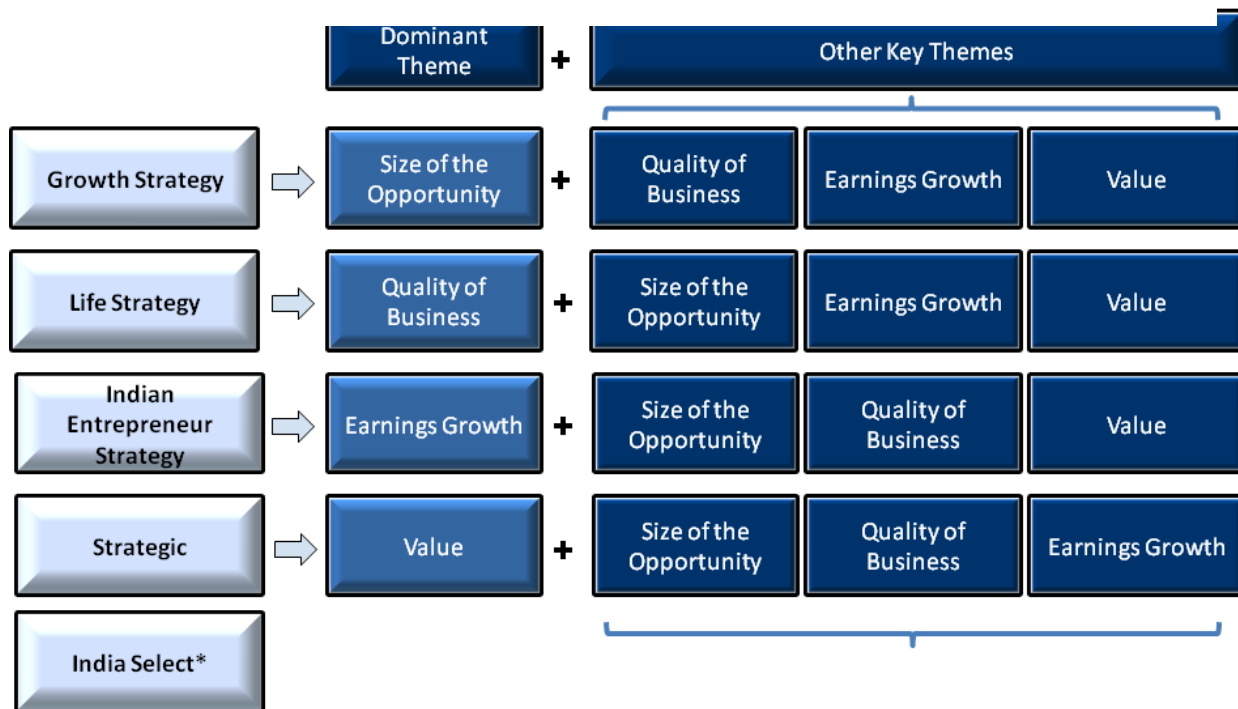 Dominant
Theme
+
Other Key Themes
Growth Strategy
Size of the
Opportunity
+
Quality of
Business
Earnings Growth
Value
Life Strategy
Quality of
Business
+
Size of the
Opportunity
Earnings Growth
Value
Indian
Entrepreneur
Strategy
Earnings Growth
+
Size of the
Opportunity
Quality of
Business
Value
Strategic
Value
+
Size of the
Opportunity
Quality of
Business
Earnings Growth
India Select*